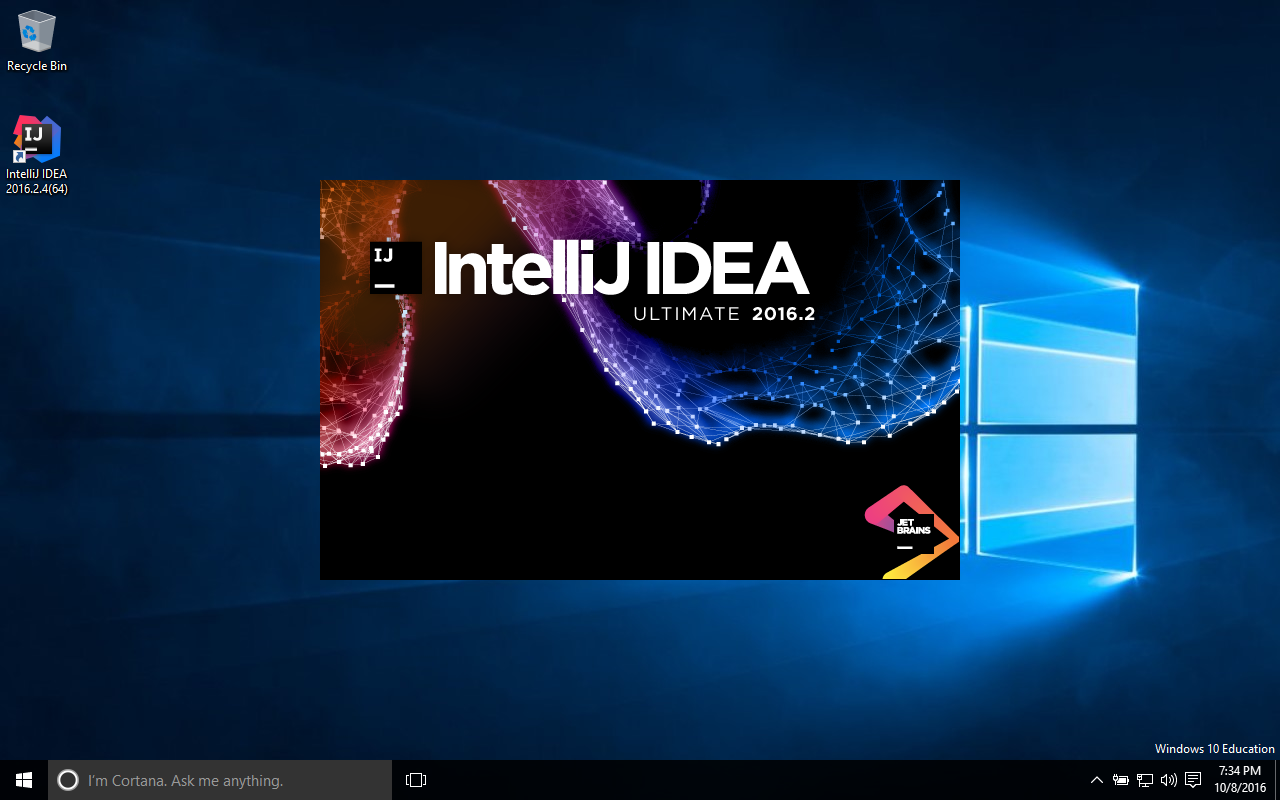 Recycle Bin
IJ
IntelliJ IDEA
2016.2.4(64)
IJ
IntelliJ IDEA
ULTIMATE 2016.2
JET
BRAINS
Windows 10 Education
I'm Cortana. Ask me anything.
7:34 PM
10/8/2016